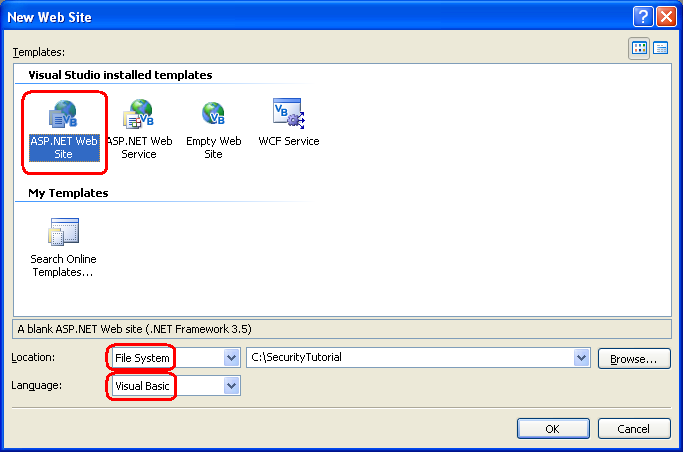 New Web Site
Templates:
Visual Studio installed templates
ASP.NET Web Site
ASP.NET Web Service
Empty Web Site
WCF Service
My Templates
Search Online Templates...
A blank ASP.NET Web site (.NET Framework 3.5)
Location: File System C:\SecurityTutorial Browse...
Language: Visual Basic
OK Cancel